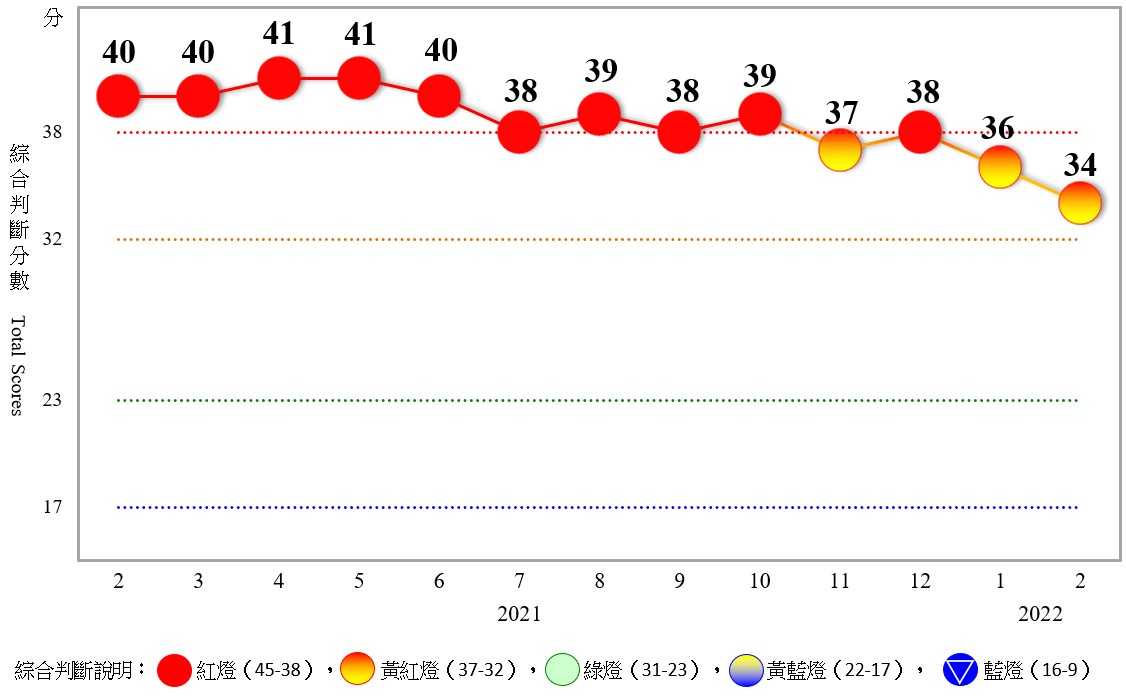 分
40 40 41 41 40 38 39 38 39 37 38 36 34
38
32
23
17
綜合判斷分數 Total Scores
2 3 4 5 6 7 8 9 10 11 12 1 2
2021 2022
綜合判斷說明：紅燈（45-38），黃紅燈（37-32），綠燈（31-23），黃藍燈（22-17），藍燈（16-9）